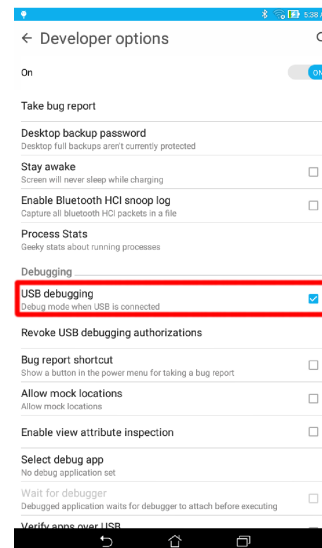 5:38
Developer options
On
ON
Take bug report
Desktop backup password
Desktop full backups aren't currently protected
Stay awake
Screen will never sleep while charging
Enable Bluetooth HCI snoop log
Capture all bluetooth HCI packets in a file
Process Stats
Geeky stats about running processes
Debugging
USB debugging
Debug mode when USB is connected
Revoke USB debugging authorizations
Bug report shortcut
Show a button in the power menu for taking a bug report
Allow mock locations
Allow mock locations
Enable view attribute inspection
Select debug app
No debug application set
Wait for debugger
Debugged application waits for debugger to attach before executing
Verify apps over USB